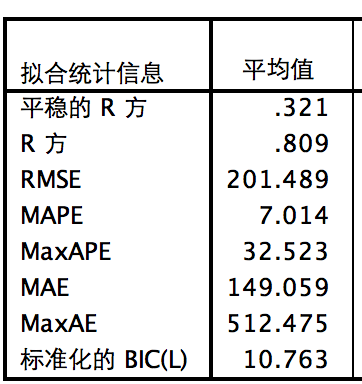 拟合统计信息 平均值
平稳的 R 方 .321
R 方 .809
RMSE 201.489
MAPE 7.014
MaxAPE 32.523
MAE 149.059
MaxAE 512.475
标准化的 BIC(L) 10.763